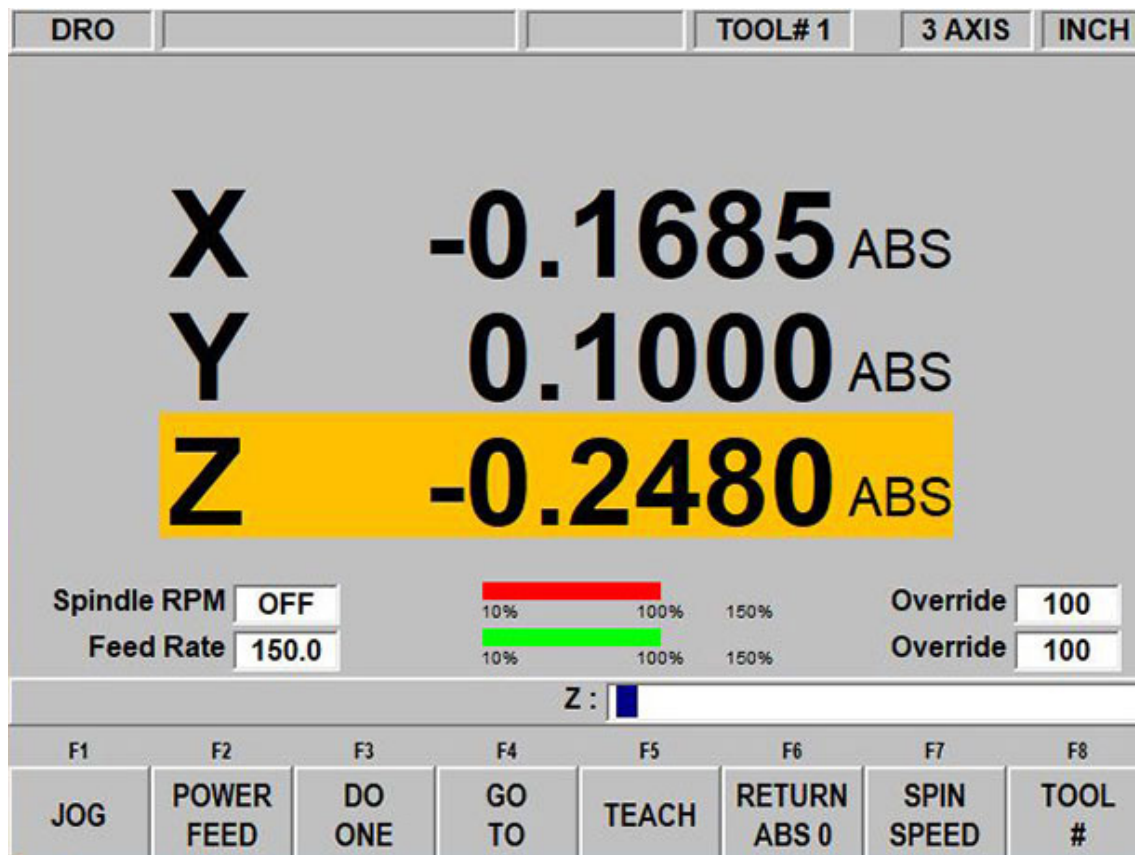 DRO TOOL# 1 3 AXIS INCH
X -0.1685 ABS
Y 0.1000 ABS
Z -0.2480 ABS
Spindle RPM OFF 10% 100% 150% Override 100
Feed Rate 150.0 10% 100% 150% Override 100
Z :
F1 F2 F3 F4 F5 F6 F7 F8
JOG POWER FEED DO ONE GO TO TEACH RETURN ABS 0 SPIN SPEED TOOL #